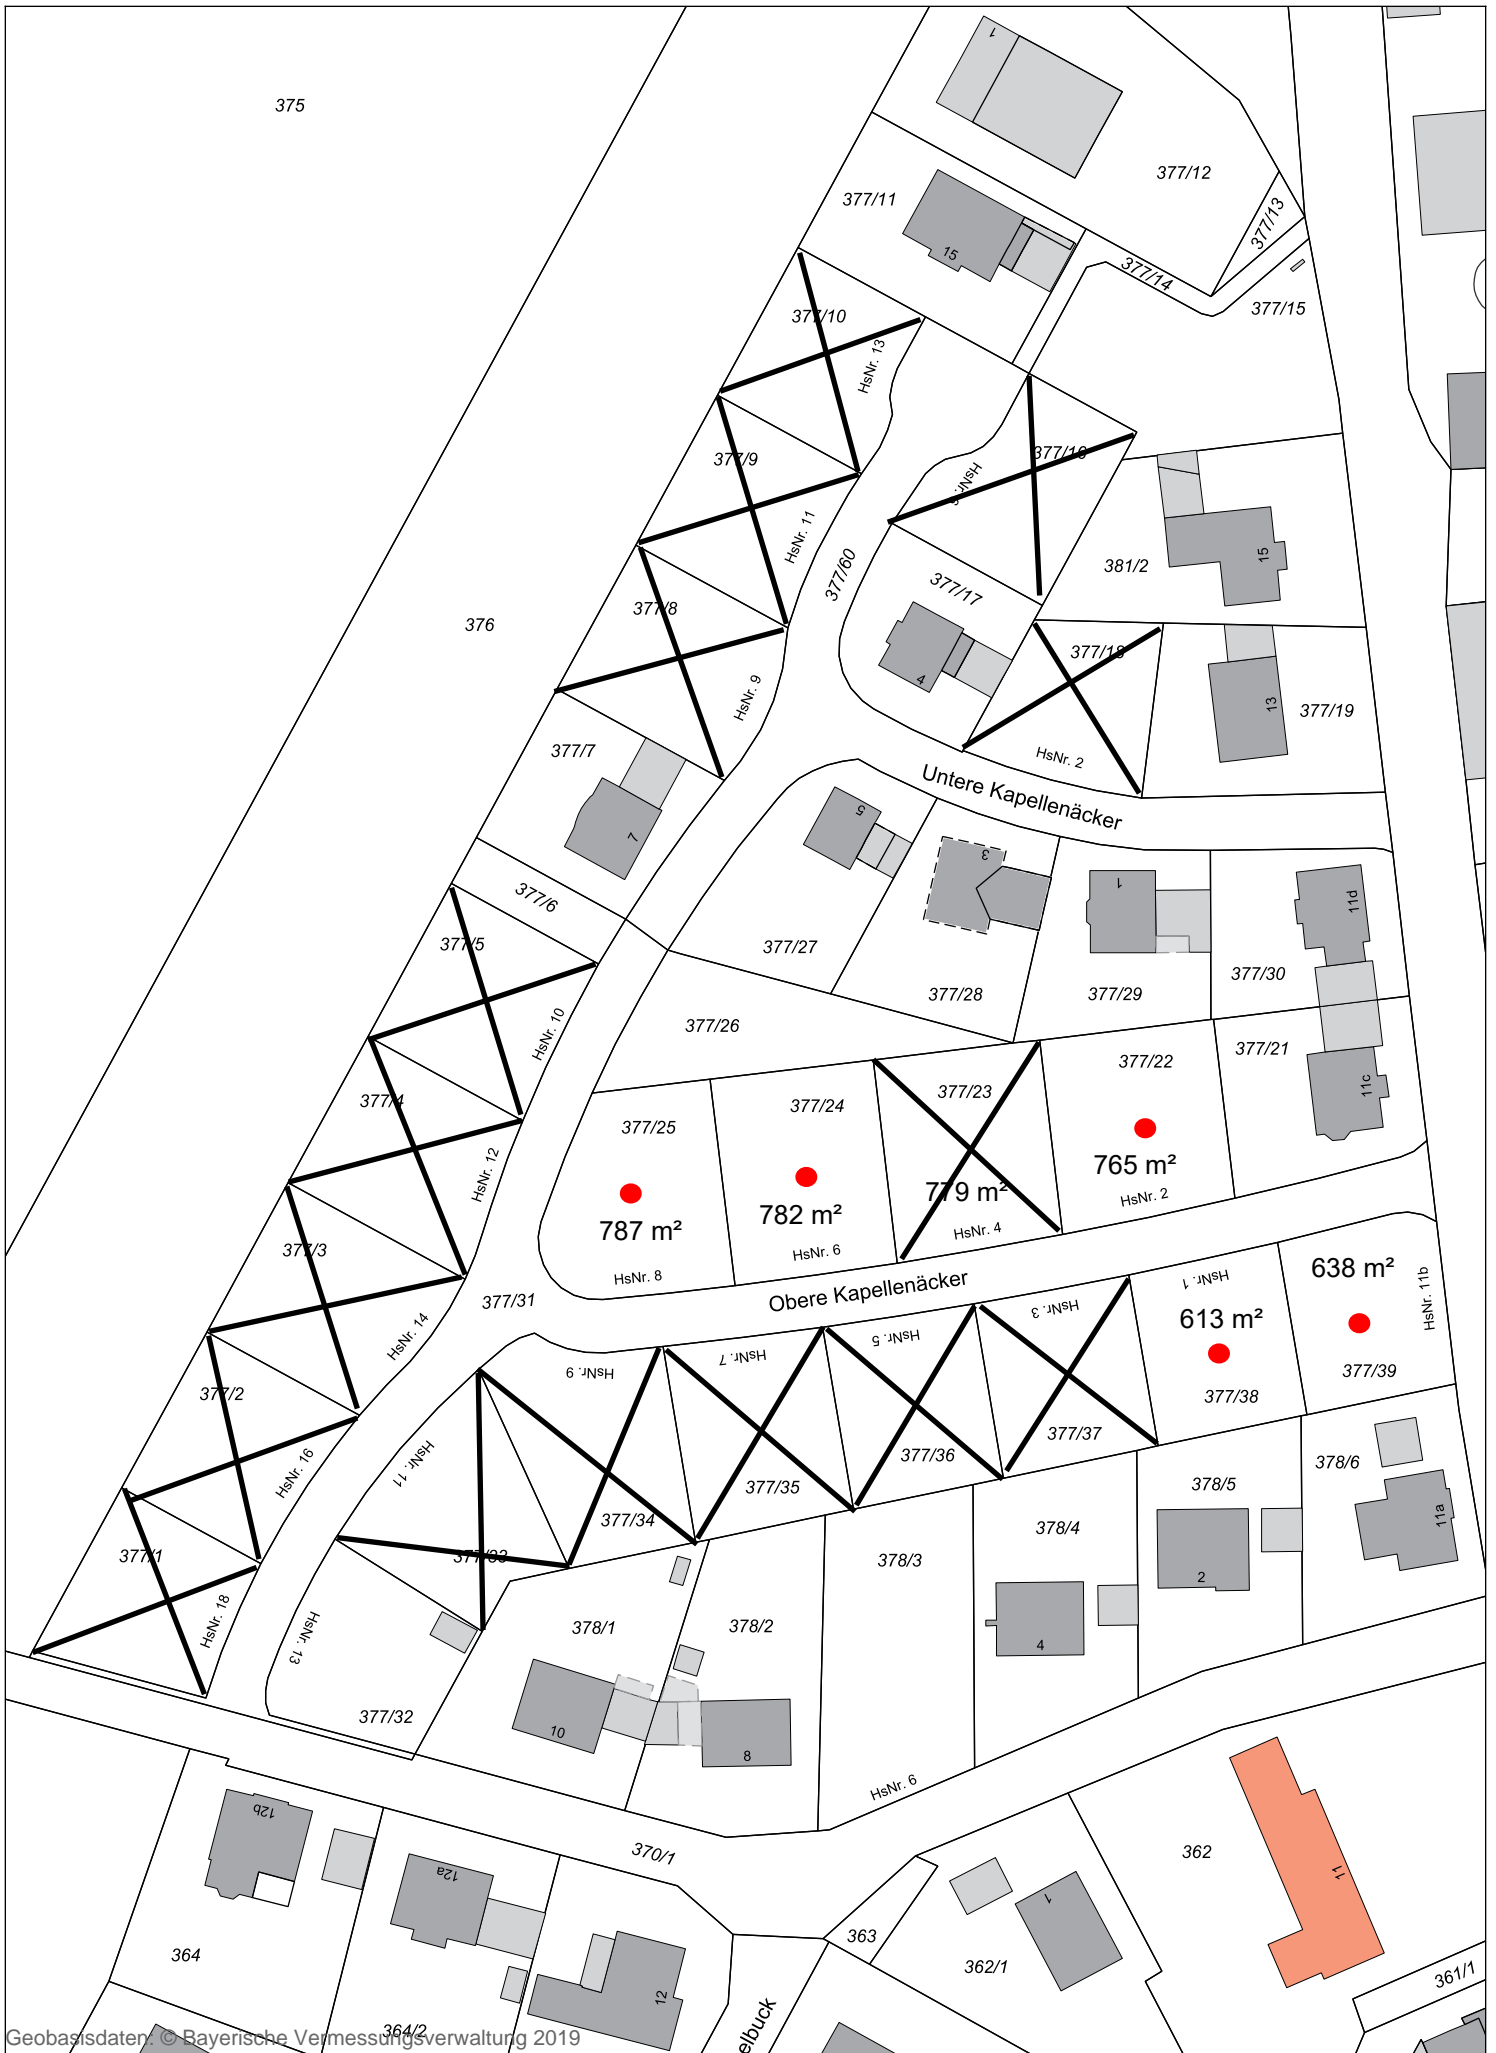 375
1
377/12
377/11
377/13
15
377/14
377/15
377/10
HsNr. 13
377/16
377/9
HsNr.
HsNr. 11
15
381/2
377/60
377/17
377/8
376
377/18
4
HsNr. 9
13
377/19
377/7
HsNr. 2
Untere Kapellenäcker
5
7
3
1
11d
377/6
377/5
377/27
377/30
377/28
377/29
HsNr. 10
377/26
377/21
377/22
11c
377/23
377/4
377/24
377/25
HsNr. 12
765 m²
779 m²
HsNr. 2
782 m²
787 m²
HsNr. 4
377/3
HsNr. 6
HsNr. 8
638 m²
HsNr. 1
Obere Kapellenäcker
HsNr. 11b
377/31
HsNr. 3
613 m²
HsNr. 14
HsNr. 5
HsNr. 7
HsNr. 9
377/39
377/2
377/38
377/37
HsNr. 11
377/36
378/6
HsNr. 16
377/35
378/5
11a
377/34
378/4
377/1
377/33
378/3
2
HsNr. 18
HsNr. 13
378/1
378/2
4
377/32
10
8
HsNr. 6
12b
370/1
362
12a
11
1
363
364
362/1
361/1
12
364/2
elbuck
Geobasisdaten: © Bayerische Vermessungsverwaltung 2019